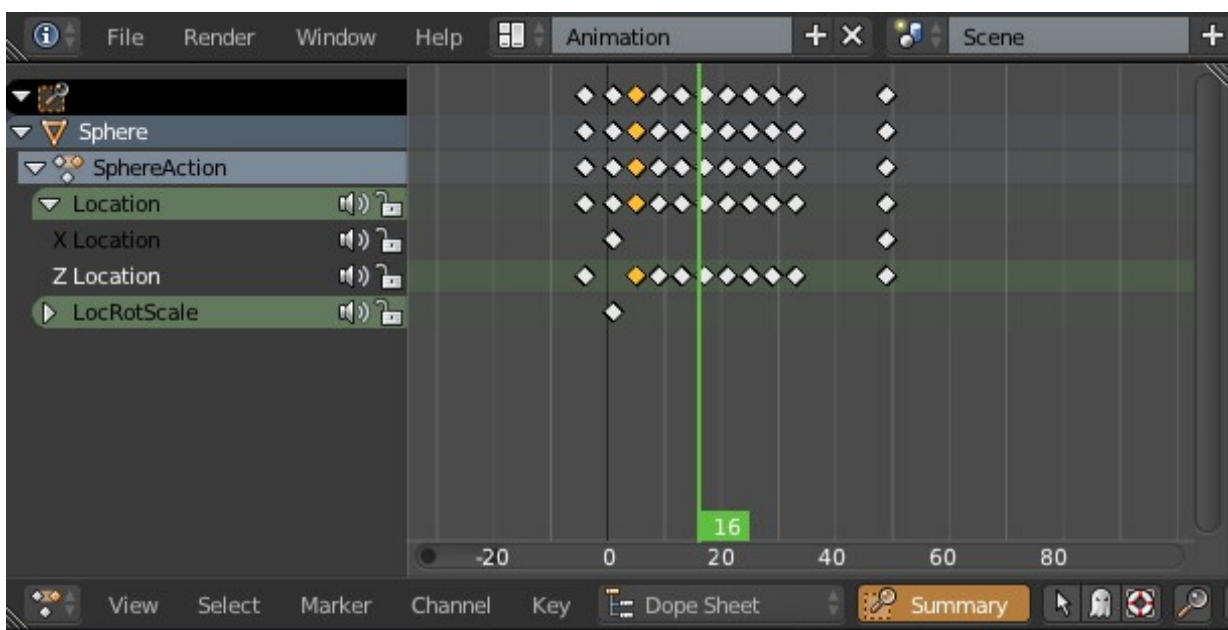 File Render Window Help Animation Scene
Sphere
SphereAction
Location
X Location
Z Location
LocRotScale
16
-20 0 20 40 60 80
View Select Marker Channel Key Dope Sheet Summary